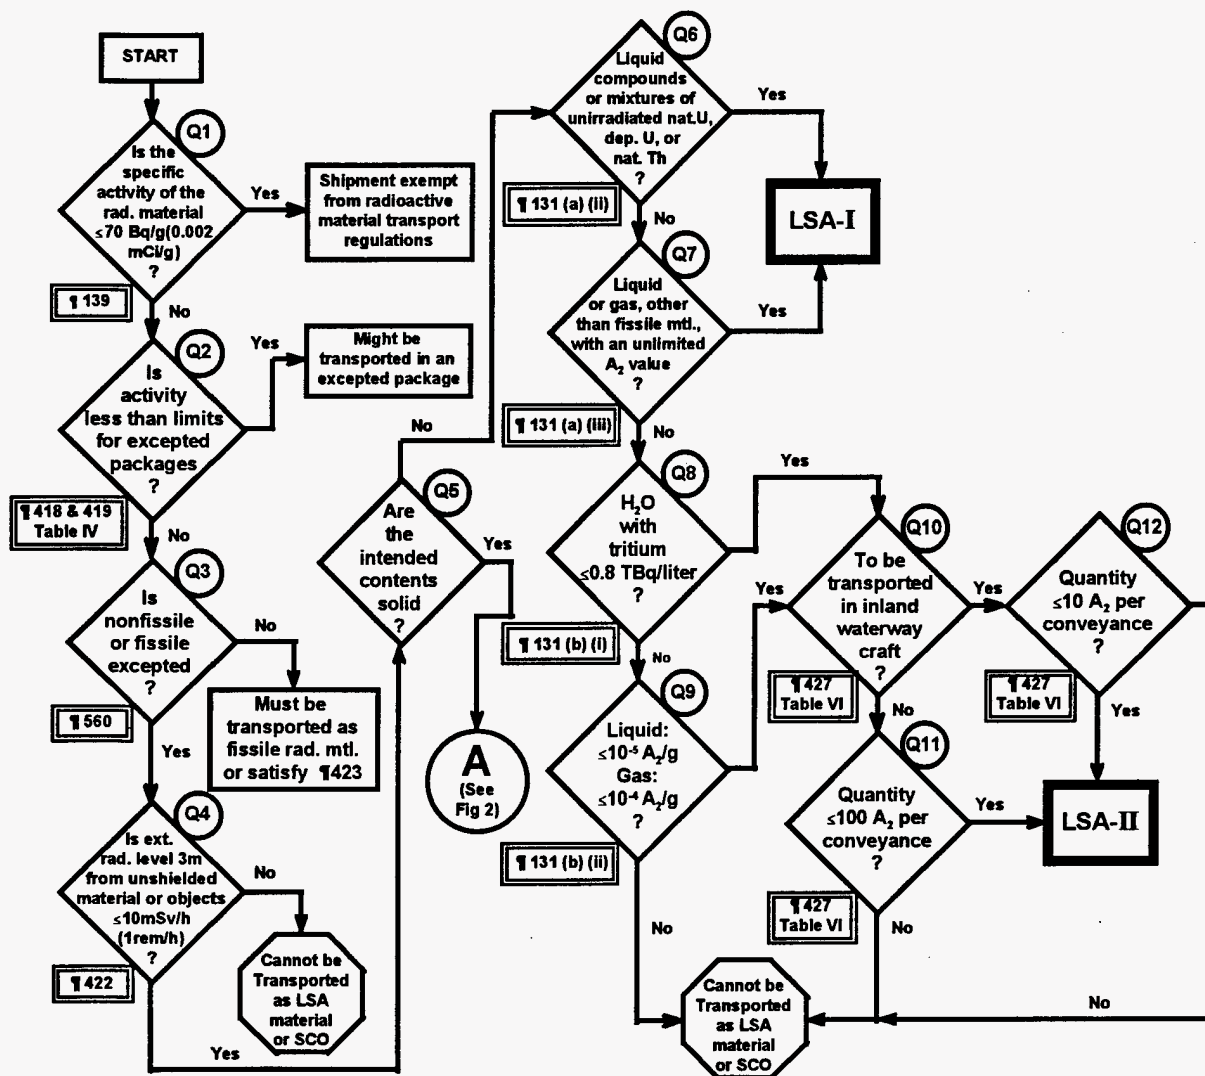 START
Q1
Is the
specific
activity of the
rad. material
≤70 Bq/g(0.002
mCi/g)
?
Yes
Shipment exempt
from radioactive
material transport
regulations
¶ 139
No
Q2
Is
activity
less than limits
for excepted
packages
?
Yes
Might be
transported in an
excepted package
¶ 418 & 419
Table IV
No
Q3
Is
nonfissile
or fissile
excepted
?
No
Must be
transported as
fissile rad. mtl.
or satisfy ¶423
¶ 560
Yes
Q4
Is ext.
rad. level 3m
from unshielded
material or objects
≤10mSv/h
(1rem/h)
?
No
Cannot be
Transported
as LSA
material
or SCO
¶ 422
Yes
Q5
Are
the
intended
contents
solid
?
No
Yes
A
(See
Fig 2)
Q6
Liquid
compounds
or mixtures of
unirradiated nat.U,
dep. U, or
nat. Th
?
Yes
LSA-I
¶ 131 (a) (ii)
No
Q7
Liquid
or gas, other
than fissile mtl.,
with an unlimited
A₂ value
?
Yes
¶ 131 (a) (iii)
No
Q8
H₂O
with
tritium
≤0.8 TBq/liter
?
Yes
¶ 131 (b) (i)
No
Q9
Liquid:
≤10⁻⁵ A₂/g
Gas:
≤10⁻⁴ A₂/g
?
Yes
¶ 131 (b) (ii)
No
Q10
To be
transported
in inland
waterway
craft
?
Yes
¶ 427
Table VI
No
Q11
Quantity
≤100 A₂ per
conveyance
?
Yes
¶ 427
Table VI
No
Q12
Quantity
≤10 A₂ per
conveyance
?
¶ 427
Table VI
Yes
LSA-II
No
Cannot be
Transported
as LSA
material
or SCO